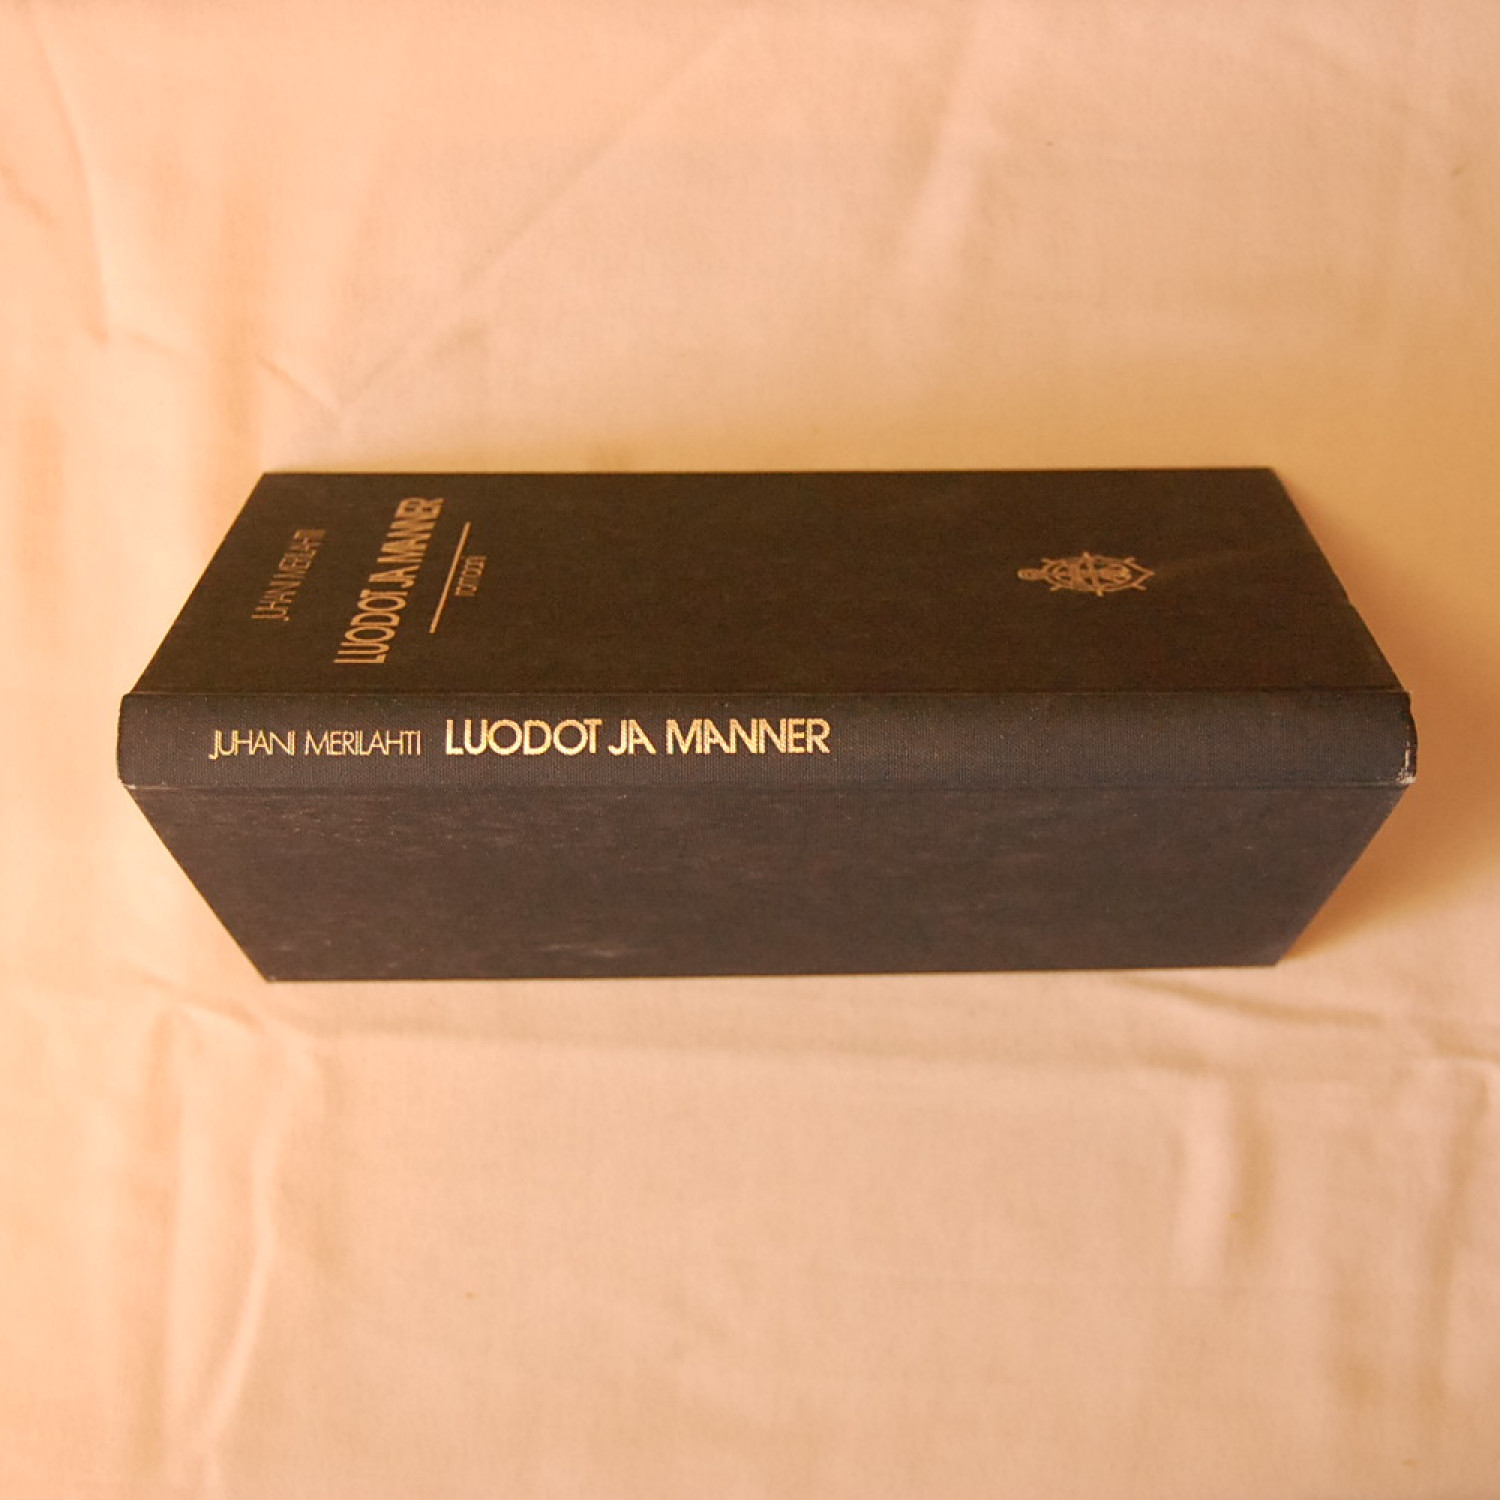 JUHANI MERILAHTI
LUODOT JA MANNER
romaani
JUHANI MERILAHTI LUODOT JA MANNER